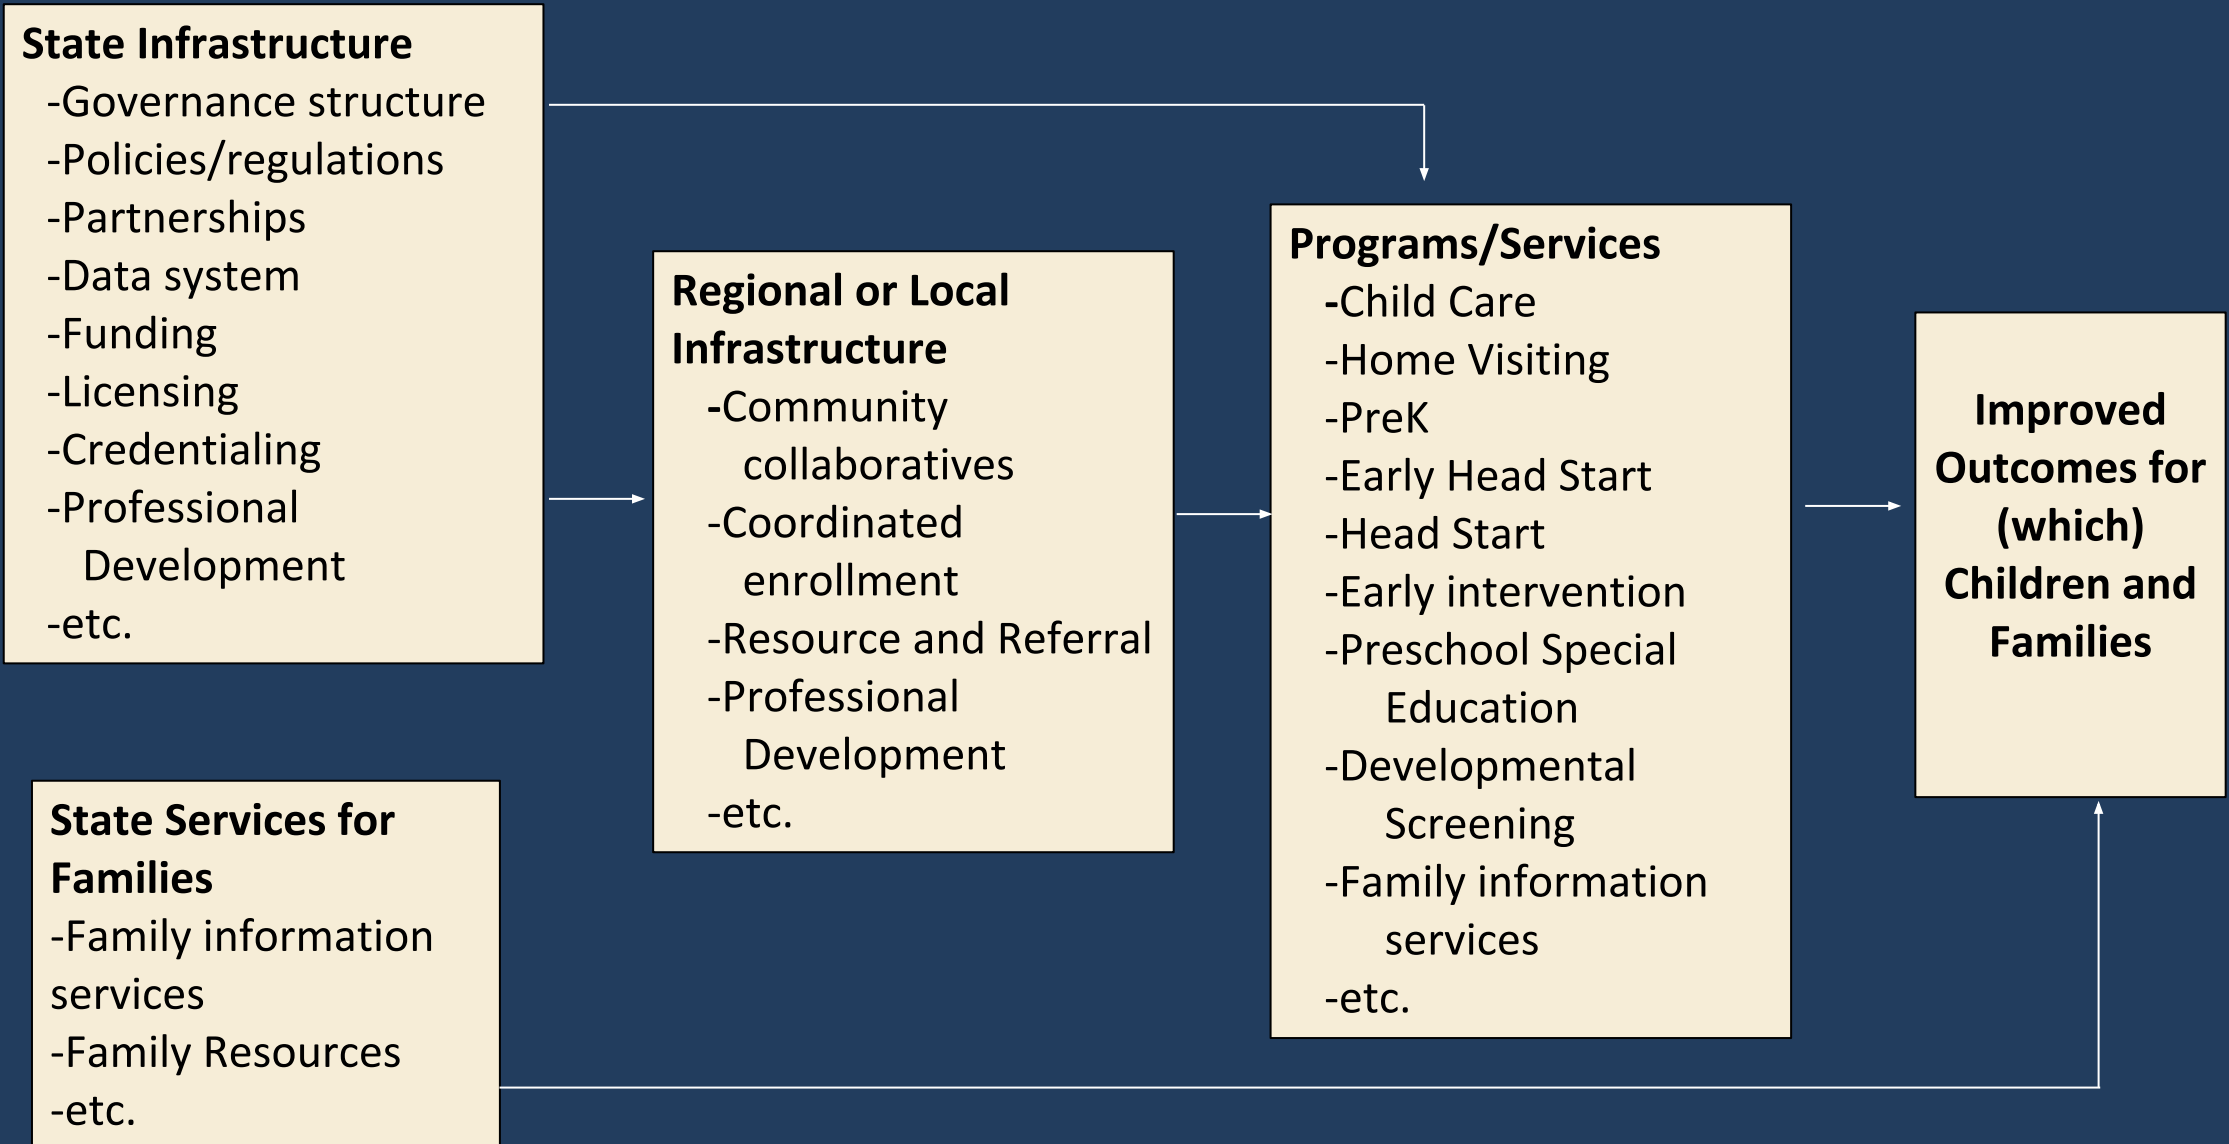 State Infrastructure
-Governance structure
-Policies/regulations
-Partnerships
-Data system
-Funding
-Licensing
-Credentialing
-Professional
Development
-etc.
State Services for
Families
-Family information
services
-Family Resources
-etc.
Regional or Local
Infrastructure
-Community
collaboratives
-Coordinated
enrollment
-Resource and Referral
-Professional
Development
-etc.
Programs/Services
-Child Care
-Home Visiting
-PreK
-Early Head Start
-Head Start
-Early intervention
-Preschool Special
Education
-Developmental
Screening
-Family information
services
-etc.
Improved
Outcomes for
(which)
Children and
Families